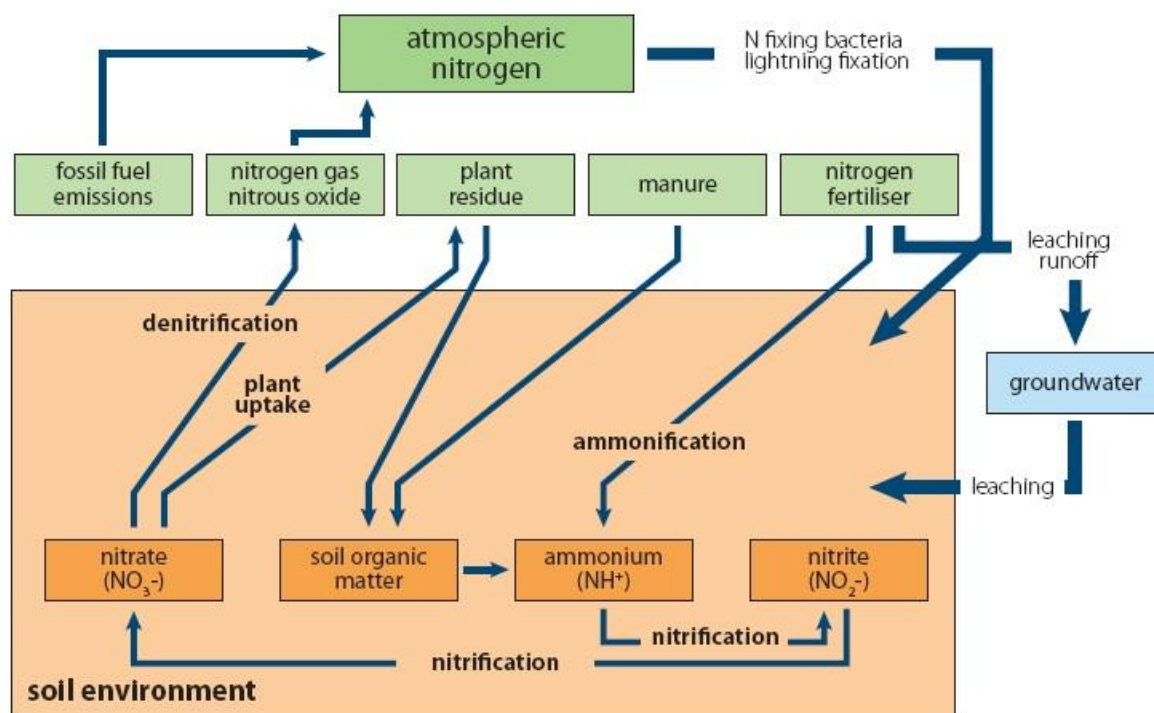 atmospheric
nitrogen
N fixing bacteria
lightning fixation
fossil fuel
emissions
nitrogen gas
nitrous oxide
plant
residue
manure
nitrogen
fertiliser
leaching
runoff
denitrification
plant
uptake
groundwater
ammonification
leaching
nitrate
(NO₃-)
soil organic
matter
ammonium
(NH⁺)
nitrite
(NO₂-)
nitrification
nitrification
soil environment